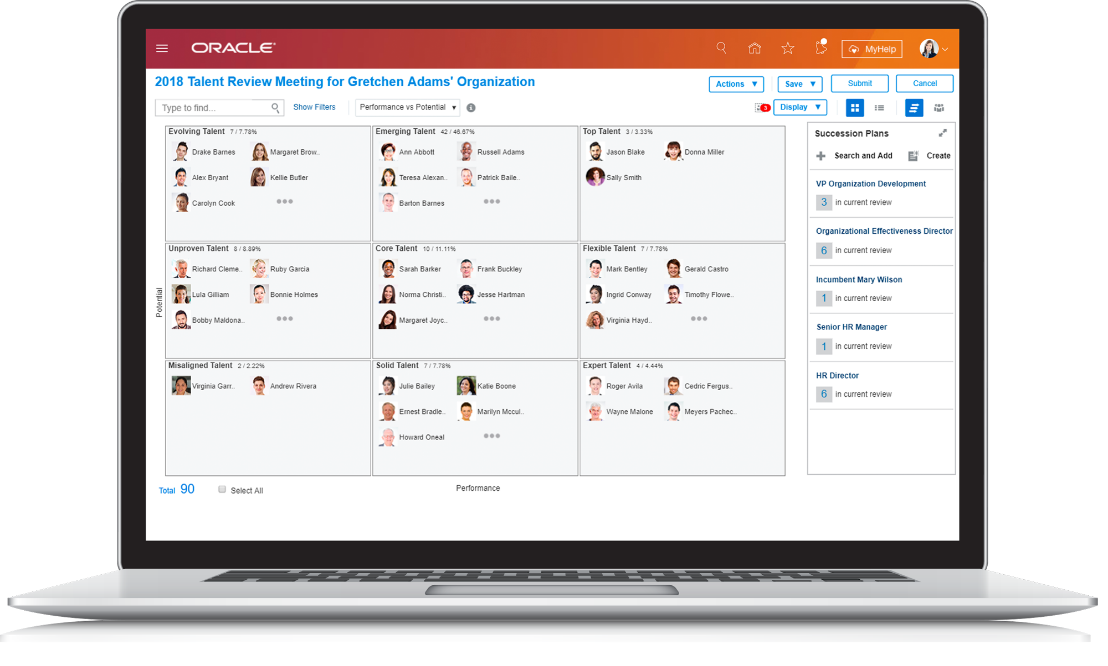 ORACLE
MyHelp
2018 Talent Review Meeting for Gretchen Adams' Organization
Actions
Save
Submit
Cancel
Type to find...
Show Filters
Performance vs Potential
3
Display
Evolving Talent 7 / 7.78%
Drake Barnes
Margaret Brow..
Alex Bryant
Kellie Butler
Carolyn Cook
Emerging Talent 42 / 46.67%
Ann Abbott
Russell Adams
Teresa Alexan..
Patrick Baile..
Barton Barnes
Top Talent 3 / 3.33%
Jason Blake
Donna Miller
Sally Smith
Unproven Talent 8 / 8.89%
Richard Cleme..
Ruby Garcia
Lula Gilliam
Bonnie Holmes
Bobby Maldona..
Core Talent 10 / 11.11%
Sarah Barker
Frank Buckley
Norma Christi..
Jesse Hartman
Margaret Joyc..
Flexible Talent 7 / 7.78%
Mark Bentley
Gerald Castro
Ingrid Conway
Timothy Flowe..
Virginia Hayd..
Misaligned Talent 2 / 2.22%
Virginia Garr..
Andrew Rivera
Solid Talent 7 / 7.78%
Julie Bailey
Katie Boone
Ernest Bradle..
Marilyn Mccul..
Howard Oneal
Expert Talent 4 / 4.44%
Roger Avila
Cedric Fergus..
Wayne Malone
Meyers Pachec..
Potential
Performance
Total 90
Select All
Succession Plans
Search and Add
Create
VP Organization Development
3 in current review
Organizational Effectiveness Director
6 in current review
Incumbent Mary Wilson
1 in current review
Senior HR Manager
1 in current review
HR Director
6 in current review